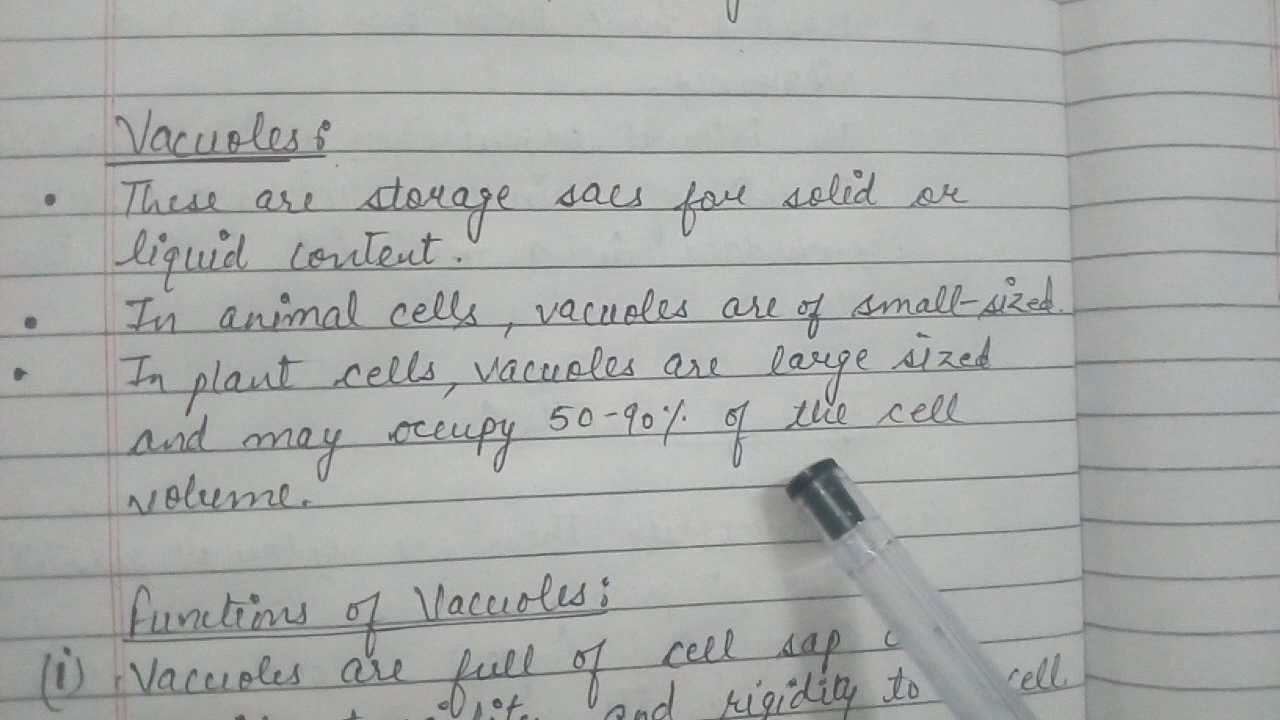 Vacuoles:
• These are storage sacs for solid or
liquid content.
• In animal cells, vacuoles are of small-sized.
• In plant cells, vacuoles are large sized
and may occupy 50-90% of the cell
volume.
Functions of Vacuoles:
(i) Vacuoles are full of cell sap
and rigidity to cell